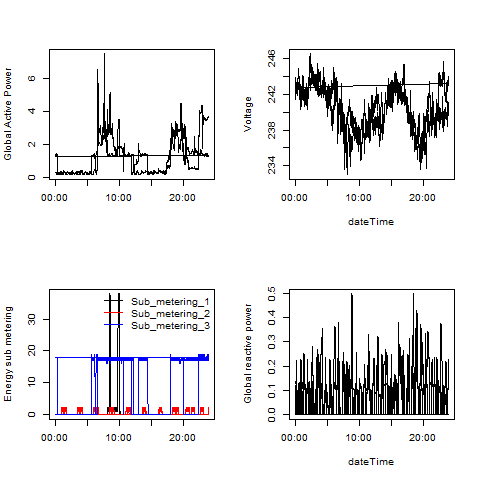 Global Active Power
0 2 4 6
00:00 10:00 20:00
Voltage
234 238 242 246
00:00 10:00 20:00
dateTime
Energy sub metering
0 10 20 30
Sub_metering_1
Sub_metering_2
Sub_metering_3
00:00 10:00 20:00
Global reactive power
0.0 0.1 0.2 0.3 0.4 0.5
00:00 10:00 20:00
dateTime